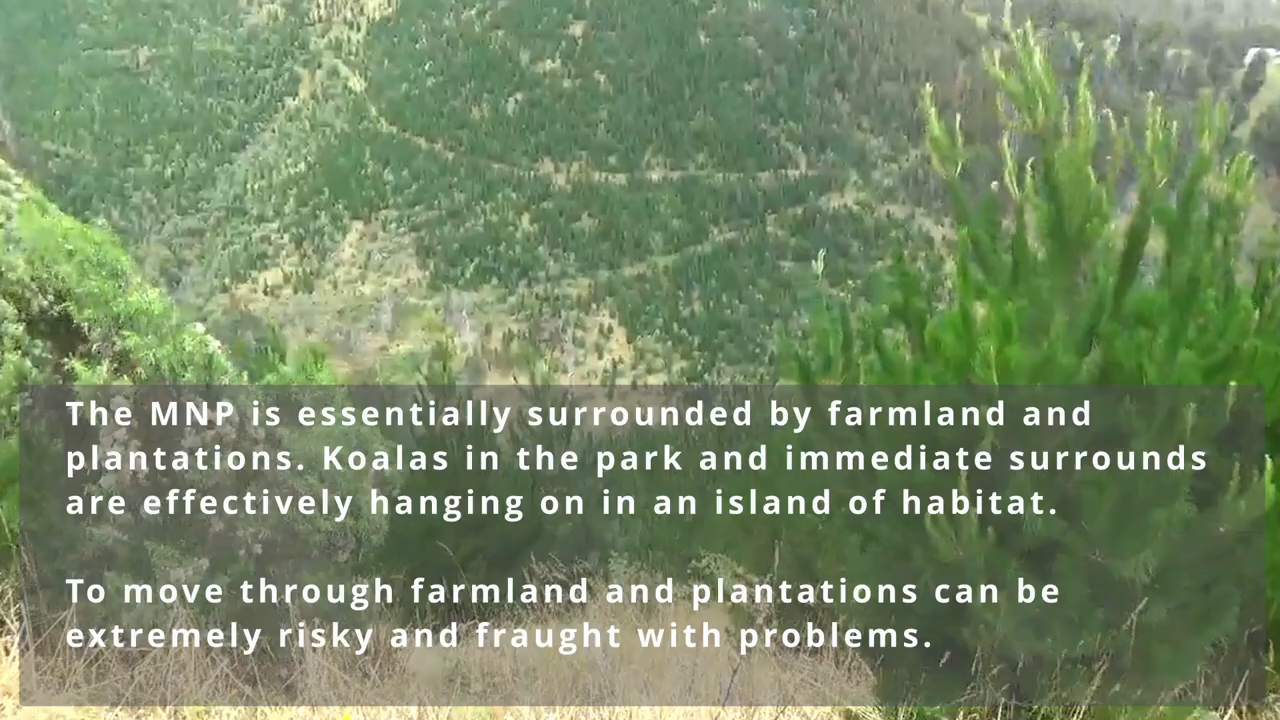 The MNP is essentially surrounded by farmland and
plantations. Koalas in the park and immediate surrounds
are effectively hanging on in an island of habitat.
To move through farmland and plantations can be
extremely risky and fraught with problems.